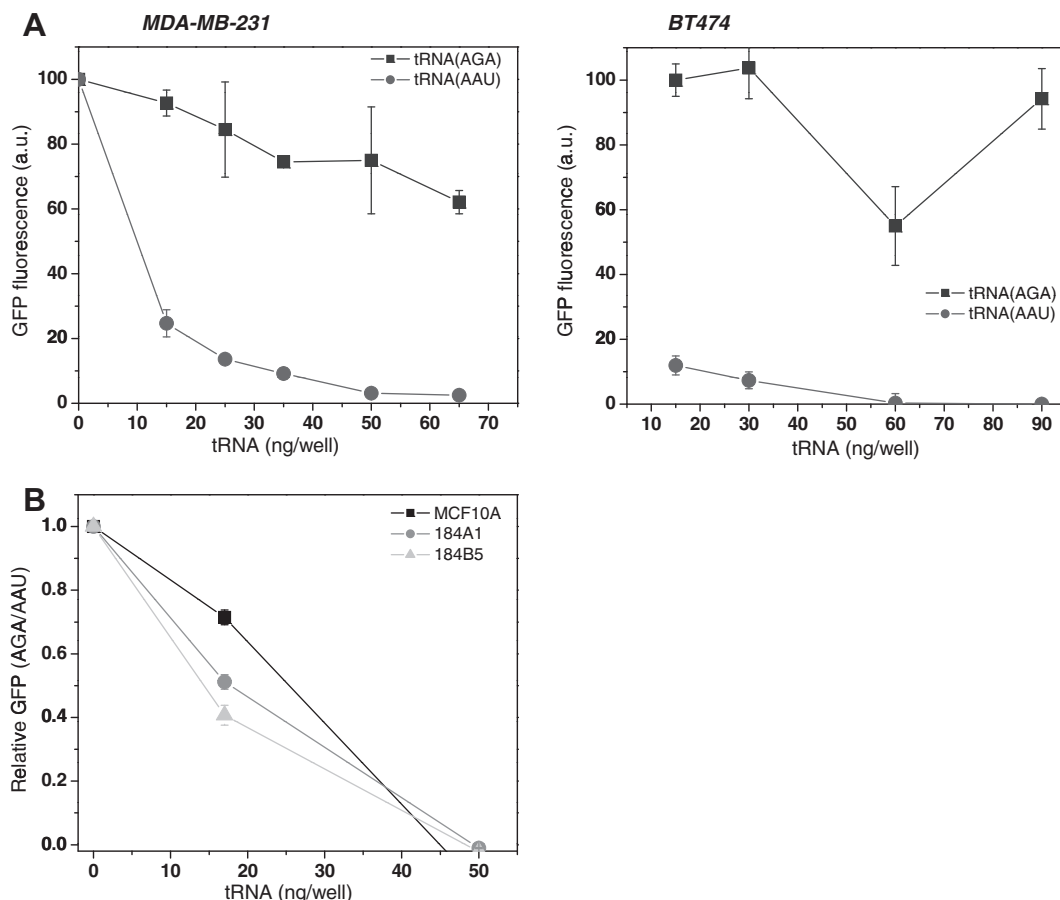 A
MDA-MB-231
BT474
tRNA(AGA)
tRNA(AAU)
GFP fluorescence (a.u.)
100
80
60
40
20
0
0 10 20 30 40 50 60 70
tRNA (ng/well)
GFP fluorescence (a.u.)
100
80
60
40
20
0
tRNA(AGA)
tRNA(AAU)
10 20 30 40 50 60 70 80 90
tRNA (ng/well)
B
MCF10A
184A1
184B5
Relative GFP (AGA/AAU)
1.0
0.8
0.6
0.4
0.2
0.0
0 10 20 30 40 50
tRNA (ng/well)